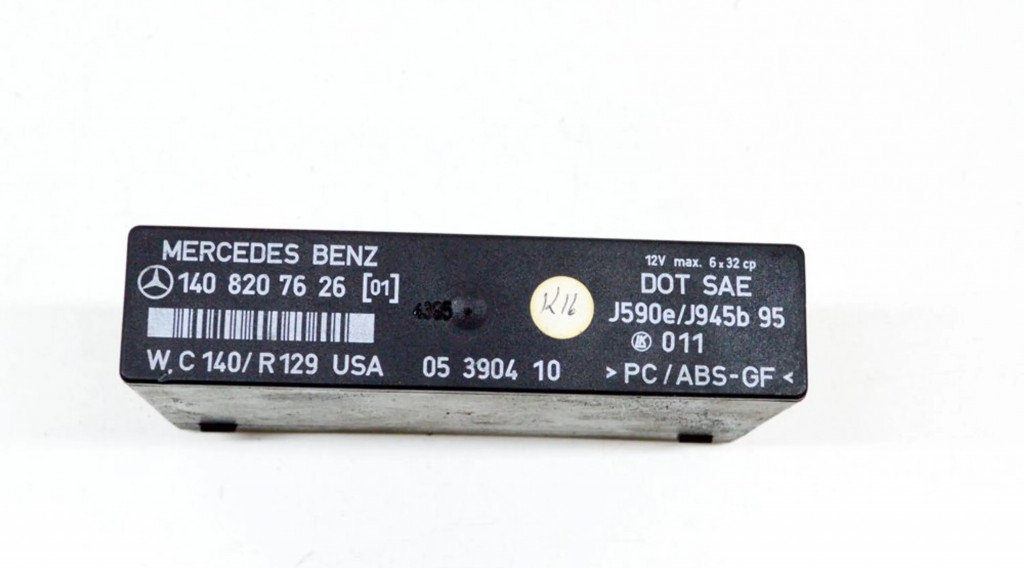 MERCEDES BENZ
140 820 76 26 [01]
W, C 140/ R 129 USA
4395
05 3904 10
K16
12V max. 6 x 32 cp
DOT SAE
J590e/J945b 95
K 011
>PC/ABS-GF<